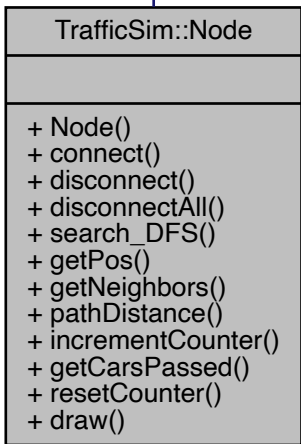 TrafficSim::Node
+ Node()
+ connect()
+ disconnect()
+ disconnectAll()
+ search_DFS()
+ getPos()
+ getNeighbors()
+ pathDistance()
+ incrementCounter()
+ getCarsPassed()
+ resetCounter()
+ draw()